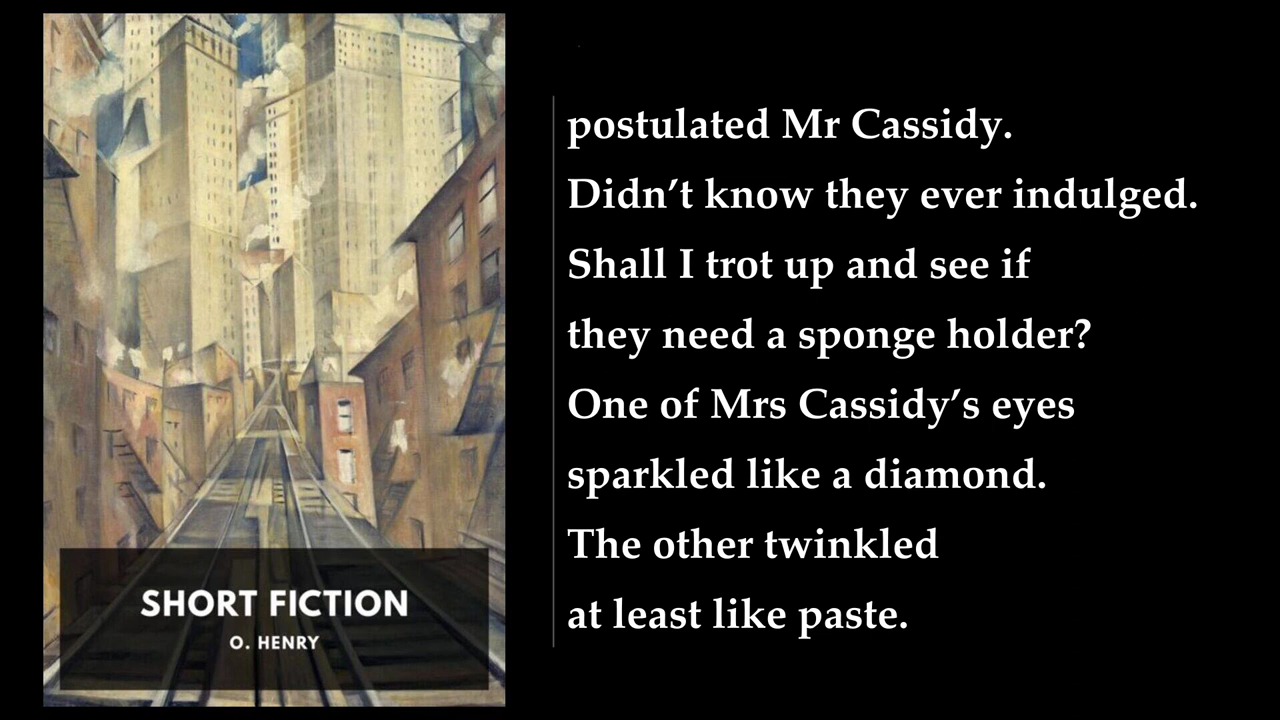 SHORT FICTION
O. HENRY
postulated Mr Cassidy.
Didn’t know they ever indulged.
Shall I trot up and see if
they need a sponge holder?
One of Mrs Cassidy’s eyes
sparkled like a diamond.
The other twinkled
at least like paste.